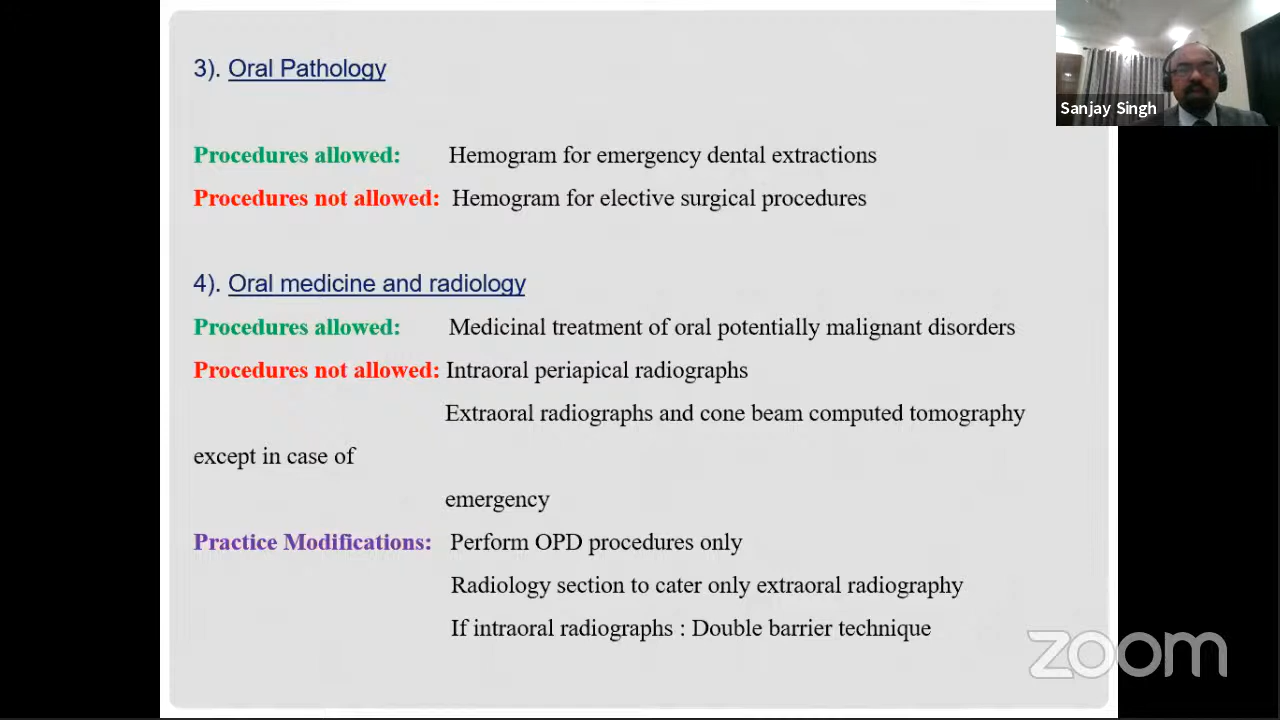 3). Oral Pathology
Sanjay Singh
Procedures allowed: Hemogram for emergency dental extractions
Procedures not allowed: Hemogram for elective surgical procedures
4). Oral medicine and radiology
Procedures allowed: Medicinal treatment of oral potentially malignant disorders
Procedures not allowed: Intraoral periapical radiographs
Extraoral radiographs and cone beam computed tomography
except in case of
emergency
Practice Modifications: Perform OPD procedures only
Radiology section to cater only extraoral radiography
If intraoral radiographs : Double barrier technique
zoom